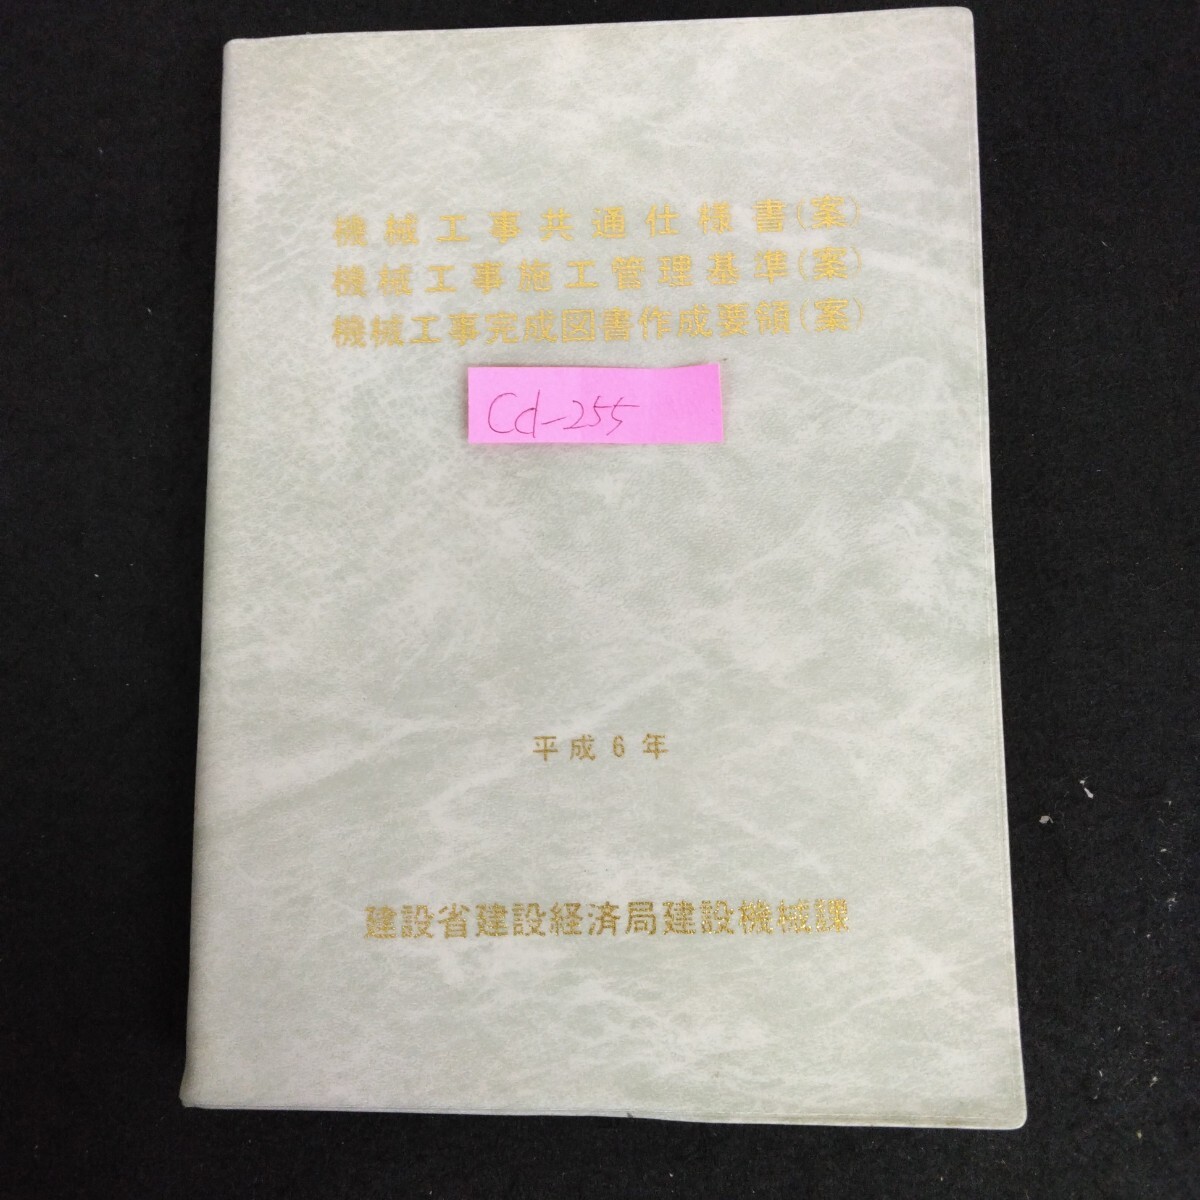 機械工事共通仕様書(案)
機械工事施工管理基準(案)
機械工事完成図書作成要領(案)
Cd-255
平成6年
建設省建設経済局建設機械課